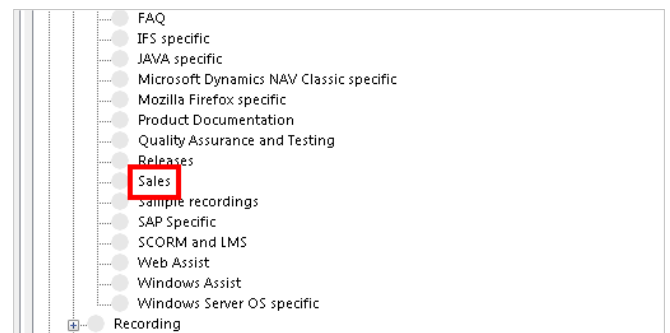 FAQ
IFS specific
JAVA specific
Microsoft Dynamics NAV Classic specific
Mozilla Firefox specific
Product Documentation
Quality Assurance and Testing
Releases
Sales
Sample recordings
SAP Specific
SCORM and LMS
Web Assist
Windows Assist
Windows Server OS specific
Recording